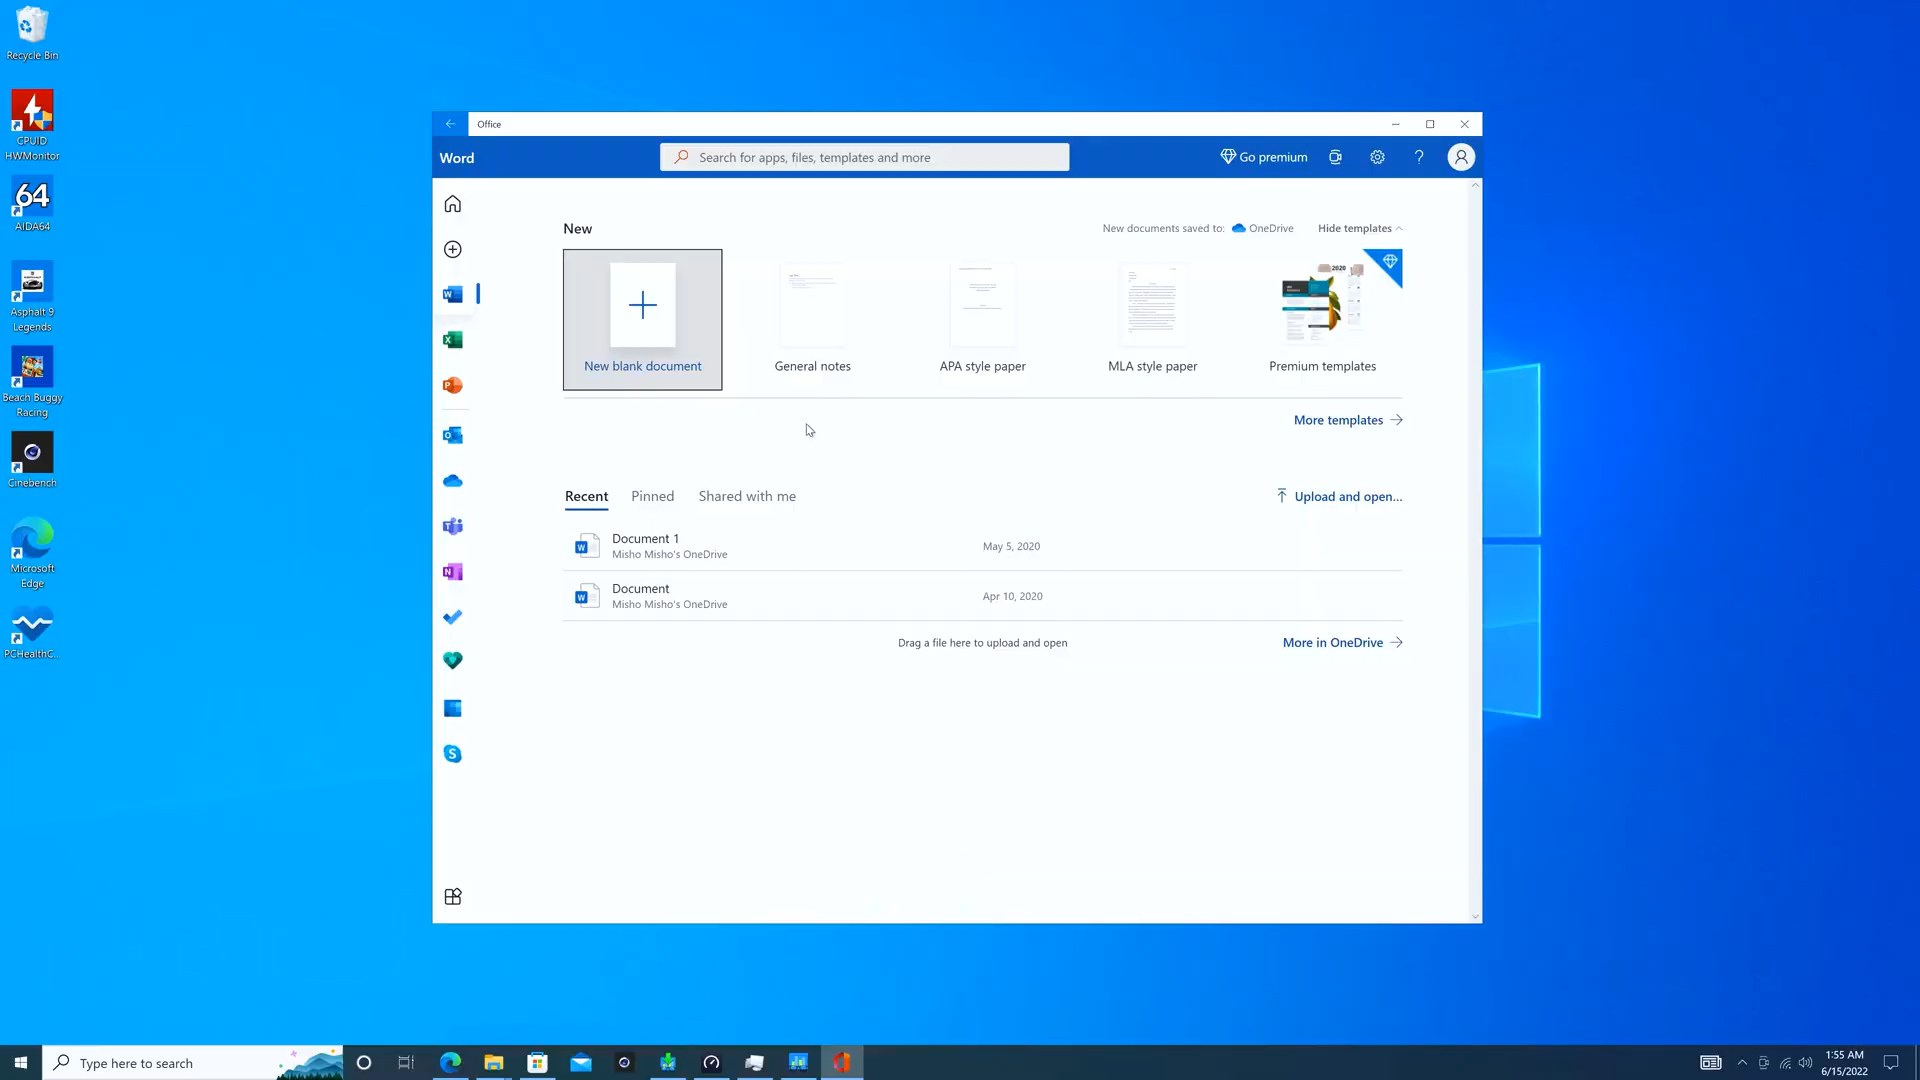 Recycle Bin
CPUID
HWMonitor
64
AIDA64
Asphalt 9
Legends
Beach Buggy
Racing
Cinebench
Microsoft
Edge
PCHealthC...
Office
Word
Search for apps, files, templates and more
Go premium
?
New
New documents saved to: OneDrive
Hide templates
New blank document
General notes
APA style paper
MLA style paper
2020
Premium templates
More templates
Recent
Pinned
Shared with me
Upload and open...
Document 1
Misho Misho's OneDrive
May 5, 2020
Document
Misho Misho's OneDrive
Apr 10, 2020
Drag a file here to upload and open
More in OneDrive
Type here to search
1:55 AM
6/15/2022